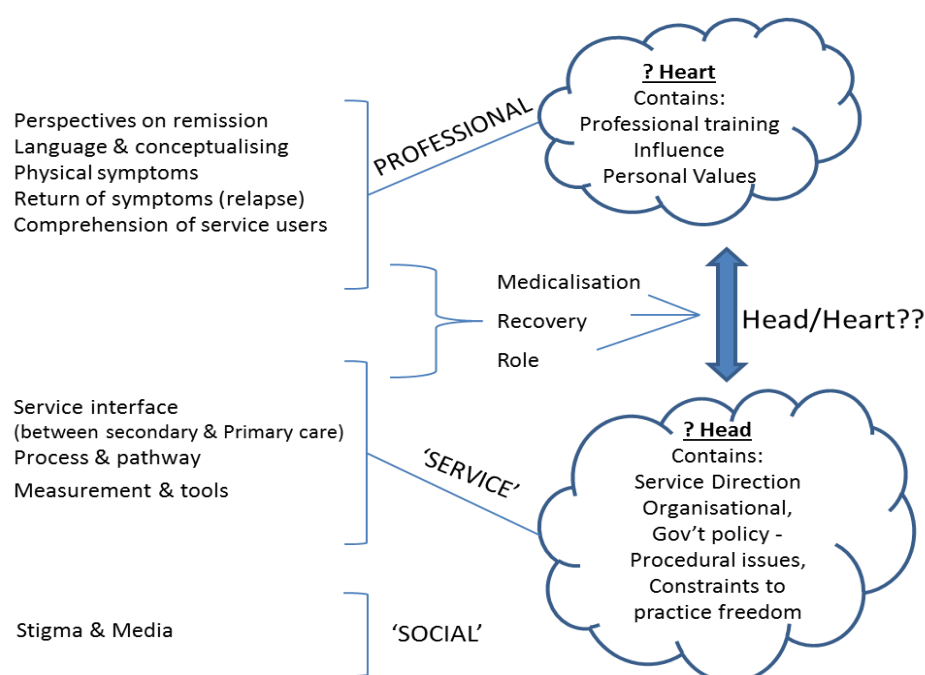 Perspectives on remission
Language & conceptualising
Physical symptoms
Return of symptoms (relapse)
Comprehension of service users
PROFESSIONAL
? Heart
Contains:
Professional training
Influence
Personal Values
Medicalisation
Recovery
Role
Head/Heart??
Service interface
(between secondary & Primary care)
Process & pathway
Measurement & tools
‘SERVICE’
? Head
Contains:
Service Direction
Organisational,
Gov’t policy -
Procedural issues,
Constraints to
practice freedom
Stigma & Media
‘SOCIAL’